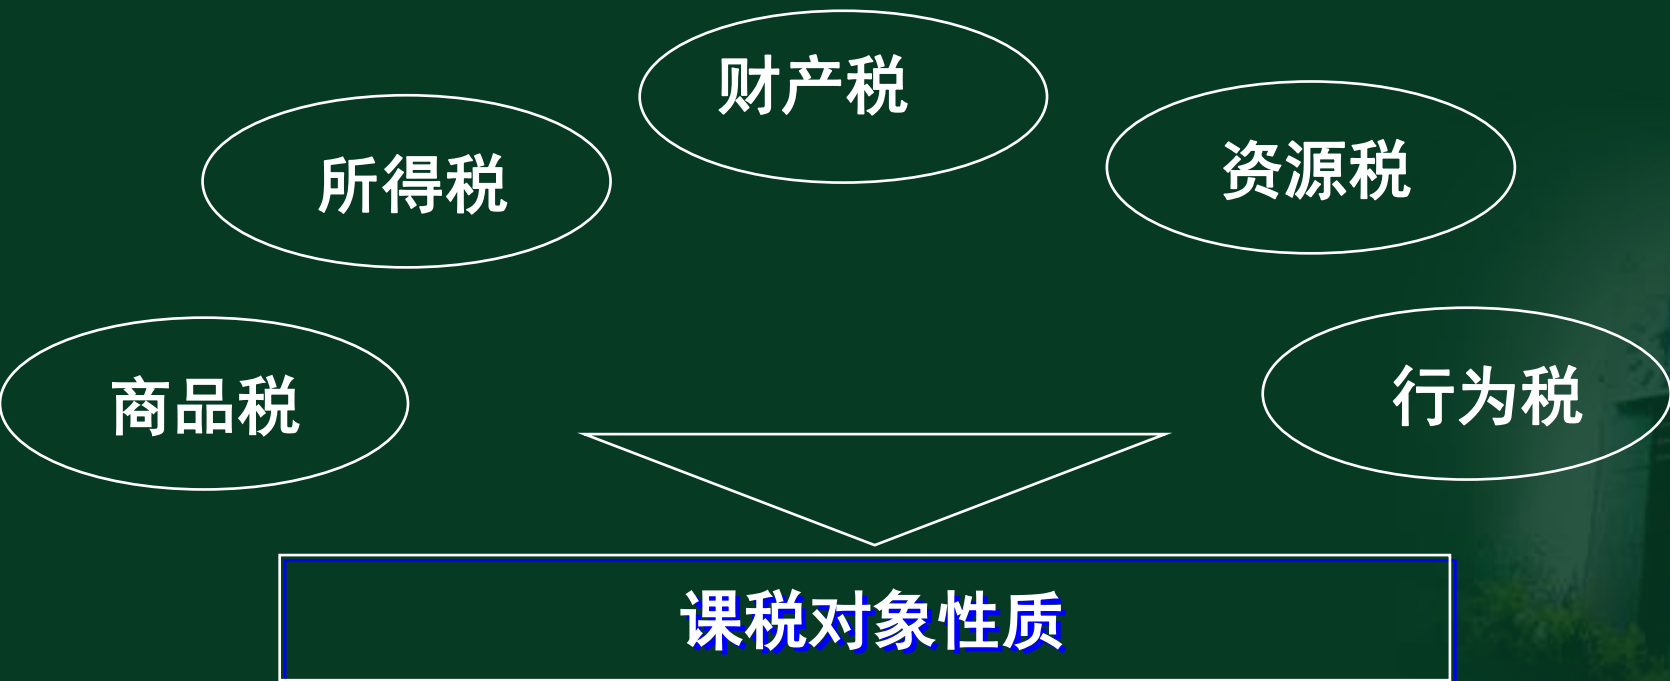 财产税
所得税
资源税
商品税
行为税
课税对象性质